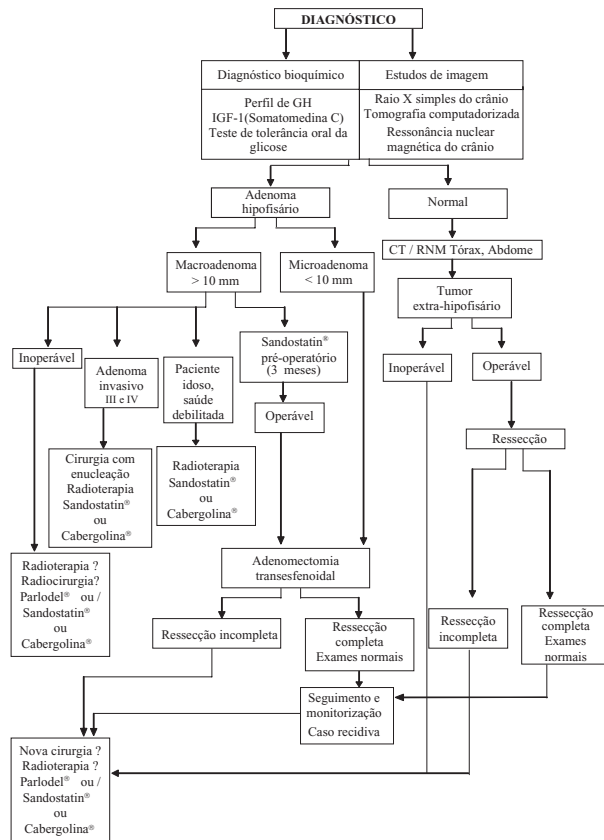 DIAGNÓSTICO
Diagnóstico bioquímico
Estudos de imagem
Perfil de GH
IGF-1(Somatomedina C)
Teste de tolerância oral da
glicose
Raio X simples do crânio
Tomografia computadorizada
Ressonância nuclear
magnética do crânio
Adenoma
hipofisário
Normal
CT / RNM Tórax, Abdome
Macroadenoma
> 10 mm
Microadenoma
< 10 mm
Tumor
extra-hipofisário
Inoperável
Adenoma
invasivo
III e IV
Paciente
idoso,
saúde
debilitada
Sandostatin®
pré-operatório
(3 meses)
Inoperável
Operável
Operável
Ressecção
Cirurgia com
enucleação
Radioterapia
Sandostatin®
ou
Cabergolina®
Radioterapia
Sandostatin®
ou
Cabergolina®
Radioterapia ?
Radiocirurgia?
Parlodel® ou /
Sandostatin®
ou
Cabergolina®
Adenomectomia
transesfenoidal
Ressecção incompleta
Ressecção
completa
Exames normais
Ressecção
incompleta
Ressecção
completa
Exames
normais
Seguimento e
monitorização
Caso recidiva
Nova cirurgia ?
Radioterapia ?
Parlodel® ou /
Sandostatin®
ou
Cabergolina®